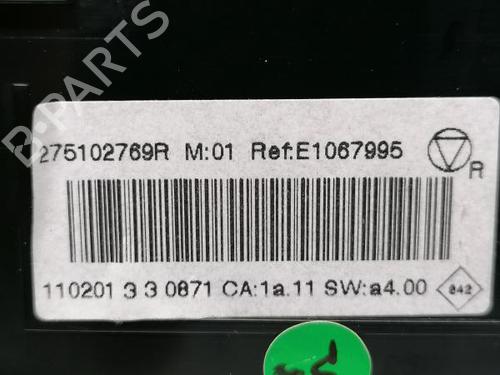 B-PARTS
275102769R M:01 Ref:E1067995
R
110201 3 3 0871 CA:1a.11 SW:a4.00
842